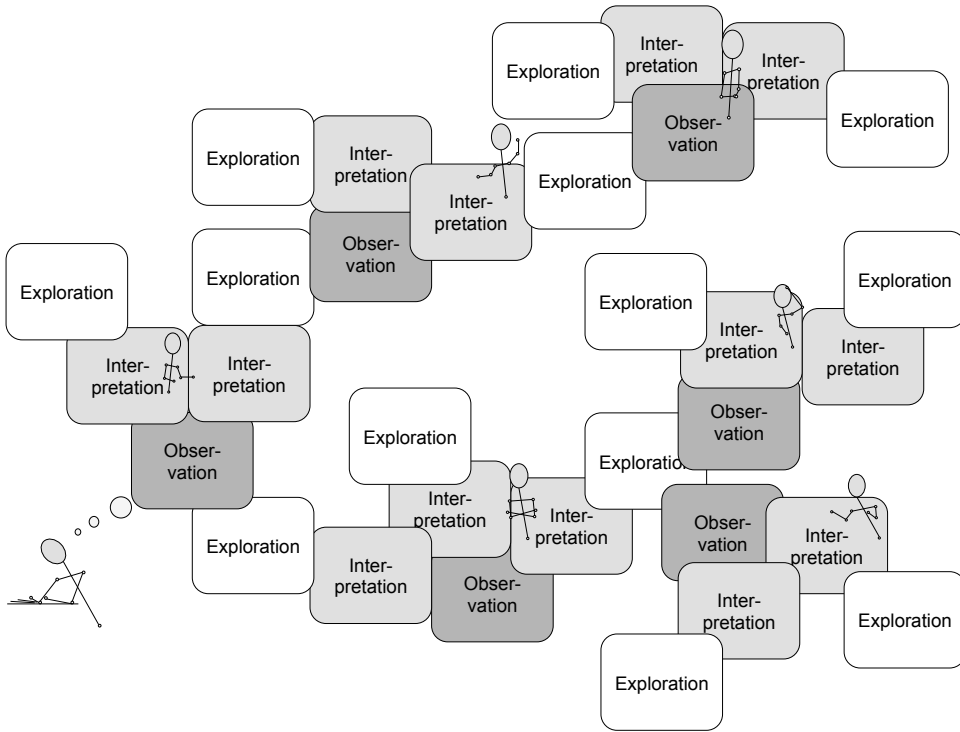 Inter-
pretation
Exploration
Inter-
pretation
Exploration
Obser-
vation
Exploration
Inter-
pretation
Exploration
Inter-
pretation
Obser-
vation
Exploration
Exploration
Exploration
Exploration
Inter-
pretation
Inter-
pretation
Inter-
pretation
Inter-
pretation
Obser-
vation
Exploration
Exploration
Obser-
vation
Inter-
pretation
Inter-
pretation
Obser-
vation
Inter-
pretation
Exploration
Inter-
pretation
Obser-
vation
Inter-
pretation
Exploration
Exploration